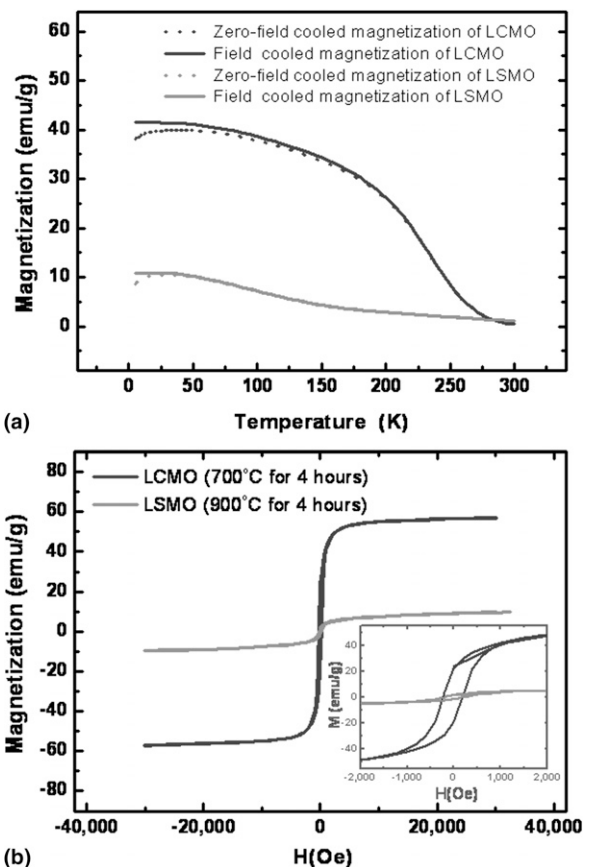 Zero-field cooled magnetization of LCMO
Field cooled magnetization of LCMO
Zero-field cooled magnetization of LSMO
Field cooled magnetization of LSMO
Magnetization (emu/g)
60
50
40
30
20
10
0
0 50 100 150 200 250 300
Temperature (K)
(a)
LCMO (700°C for 4 hours)
LSMO (900°C for 4 hours)
Magnetization (emu/g)
80
60
40
20
0
-20
-40
-60
-80
M (emu/g)
40
20
0
-20
-40
-2,000 -1,000 0 1,000 2,000
H(Oe)
-40,000 -20,000 0 20,000 40,000
H(Oe)
(b)